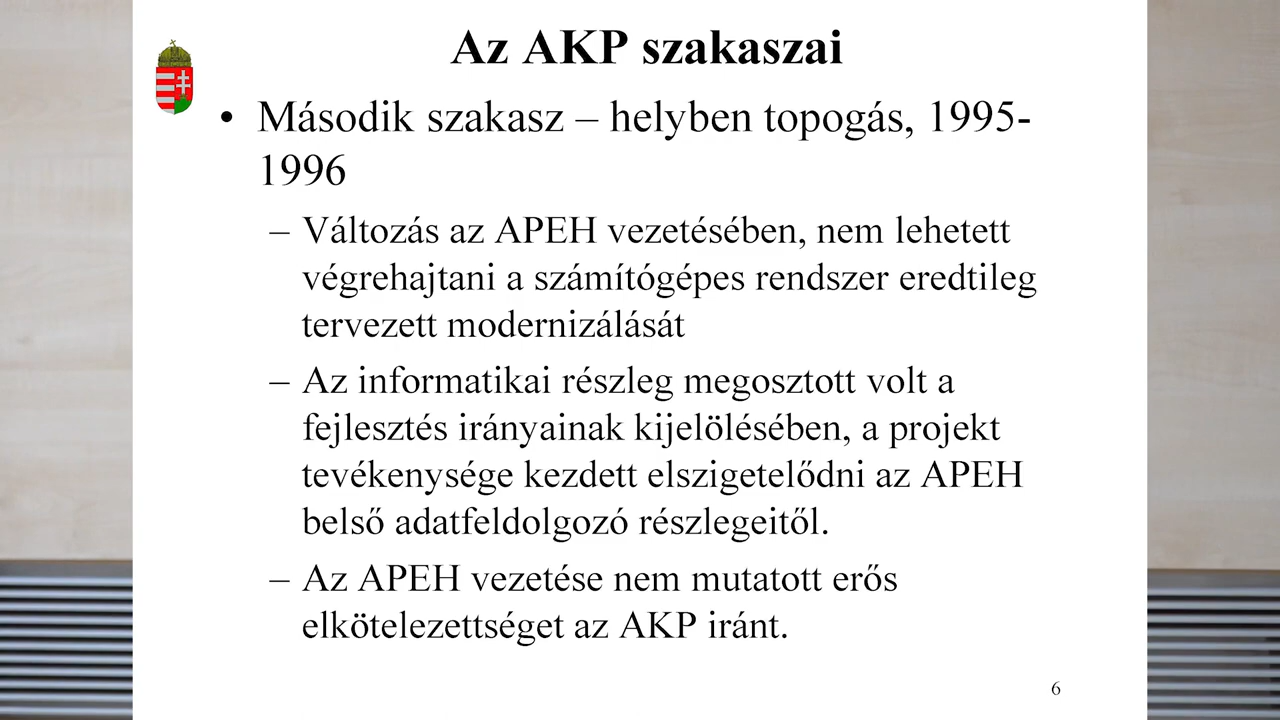 Az AKP szakaszai
• Második szakasz – helyben topogás, 1995-
1996
– Változás az APEH vezetésében, nem lehetett
végrehajtani a számítógépes rendszer eredtileg
tervezett modernizálását
– Az informatikai részleg megosztott volt a
fejlesztés irányainak kijelölésében, a projekt
tevékenysége kezdett elszigetelődni az APEH
belső adatfeldolgozó részlegeitől.
– Az APEH vezetése nem mutatott erős
elkötelezettséget az AKP iránt.
6